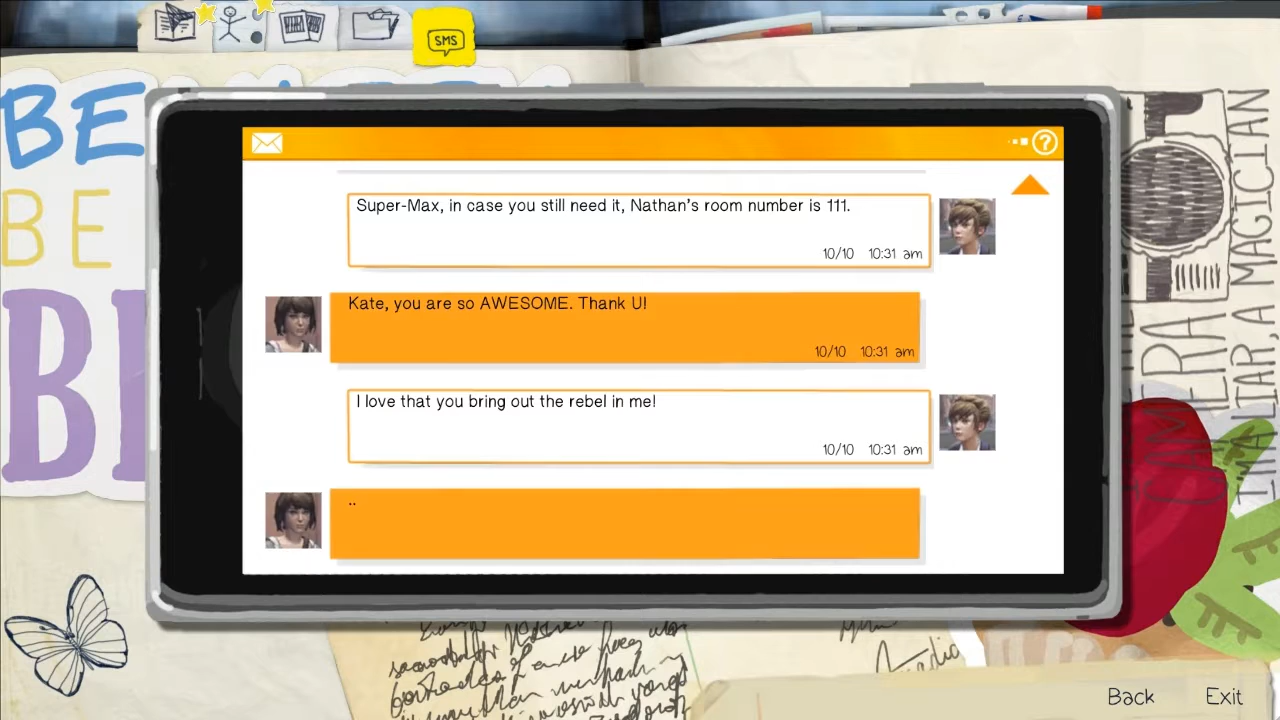 SMS
BE
BE
Super-Max, in case you still need it, Nathan's room number is 111.
10/10 10:31 am
Kate, you are so AWESOME. Thank U!
10/10 10:31 am
I love that you bring out the rebel in me!
10/10 10:31 am
..
CAMERA
LIAR, A MAGICIAN
Back
Exit